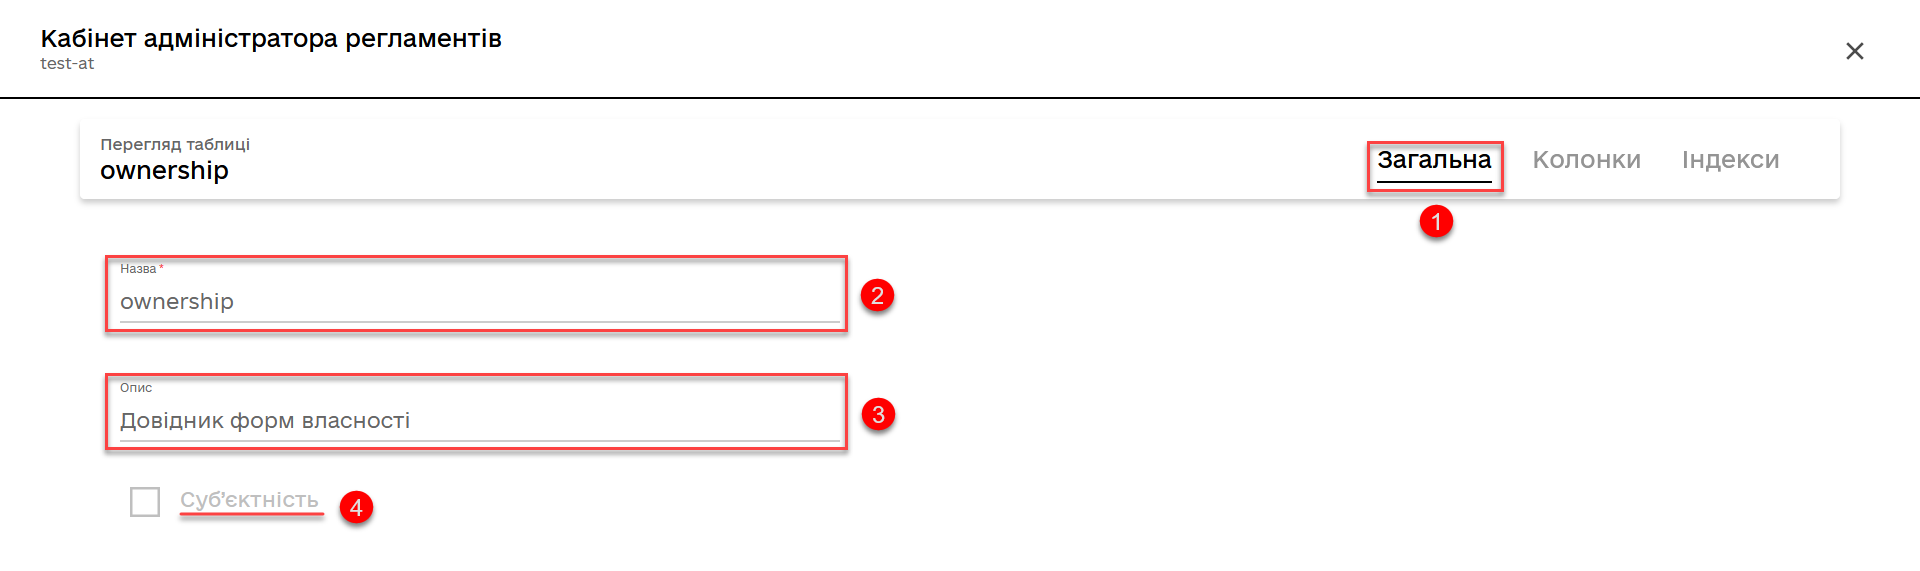 Кабінет адміністратора регламентів
test-at
Перегляд таблиці
ownership
Загальна Колонки Індекси
1
Назва *
ownership
2
Опис
Довідник форм власності
3
Суб'єктність
4